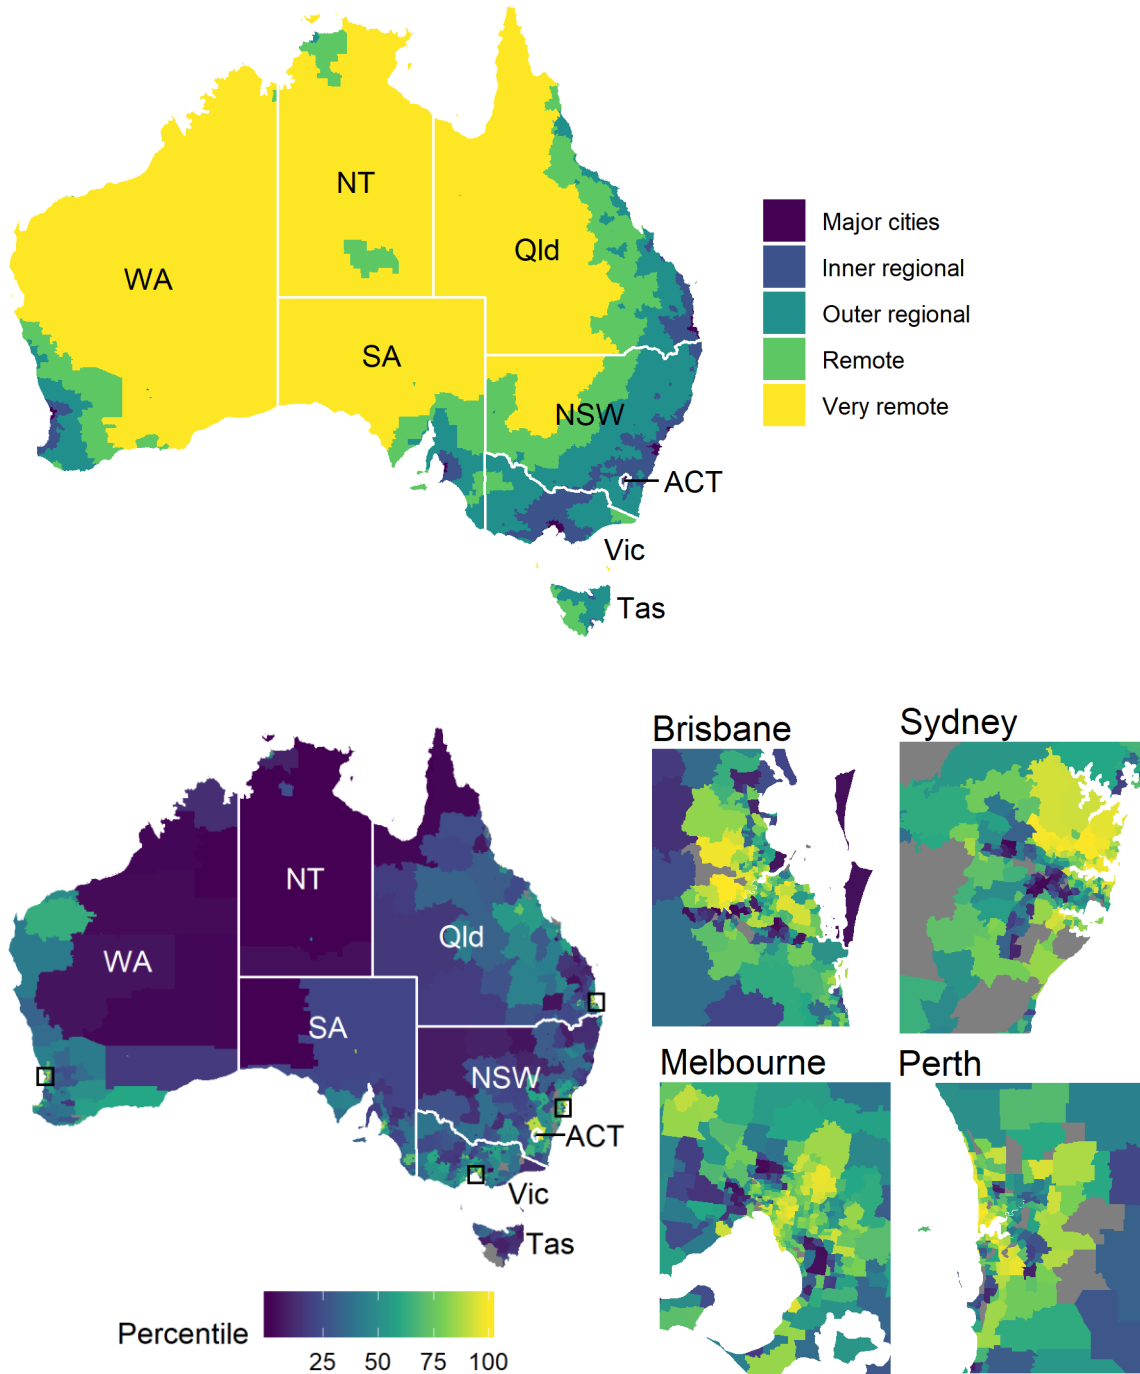 NT
WA
Qld
SA
NSW
ACT
Vic
Tas
Major cities
Inner regional
Outer regional
Remote
Very remote
NT
WA
Qld
SA
NSW
ACT
Vic
Tas
Percentile
25 50 75 100
Brisbane
Sydney
Melbourne
Perth